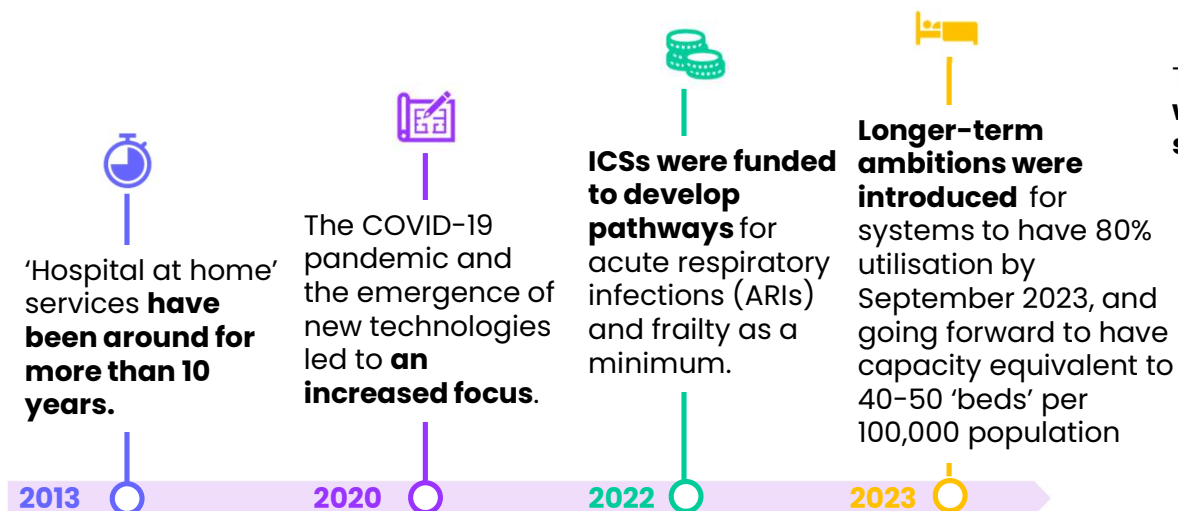 ‘Hospital at home’
services have
been around for
more than 10
years.
2013
The COVID-19
pandemic and
the emergence of
new technologies
led to an
increased focus.
2020
ICSs were funded
to develop
pathways for
acute respiratory
infections (ARIs)
and frailty as a
minimum.
2022
Longer-term
ambitions were
introduced for
systems to have 80%
utilisation by
September 2023, and
going forward to have
capacity equivalent to
40-50 ‘beds’ per
100,000 population
2023